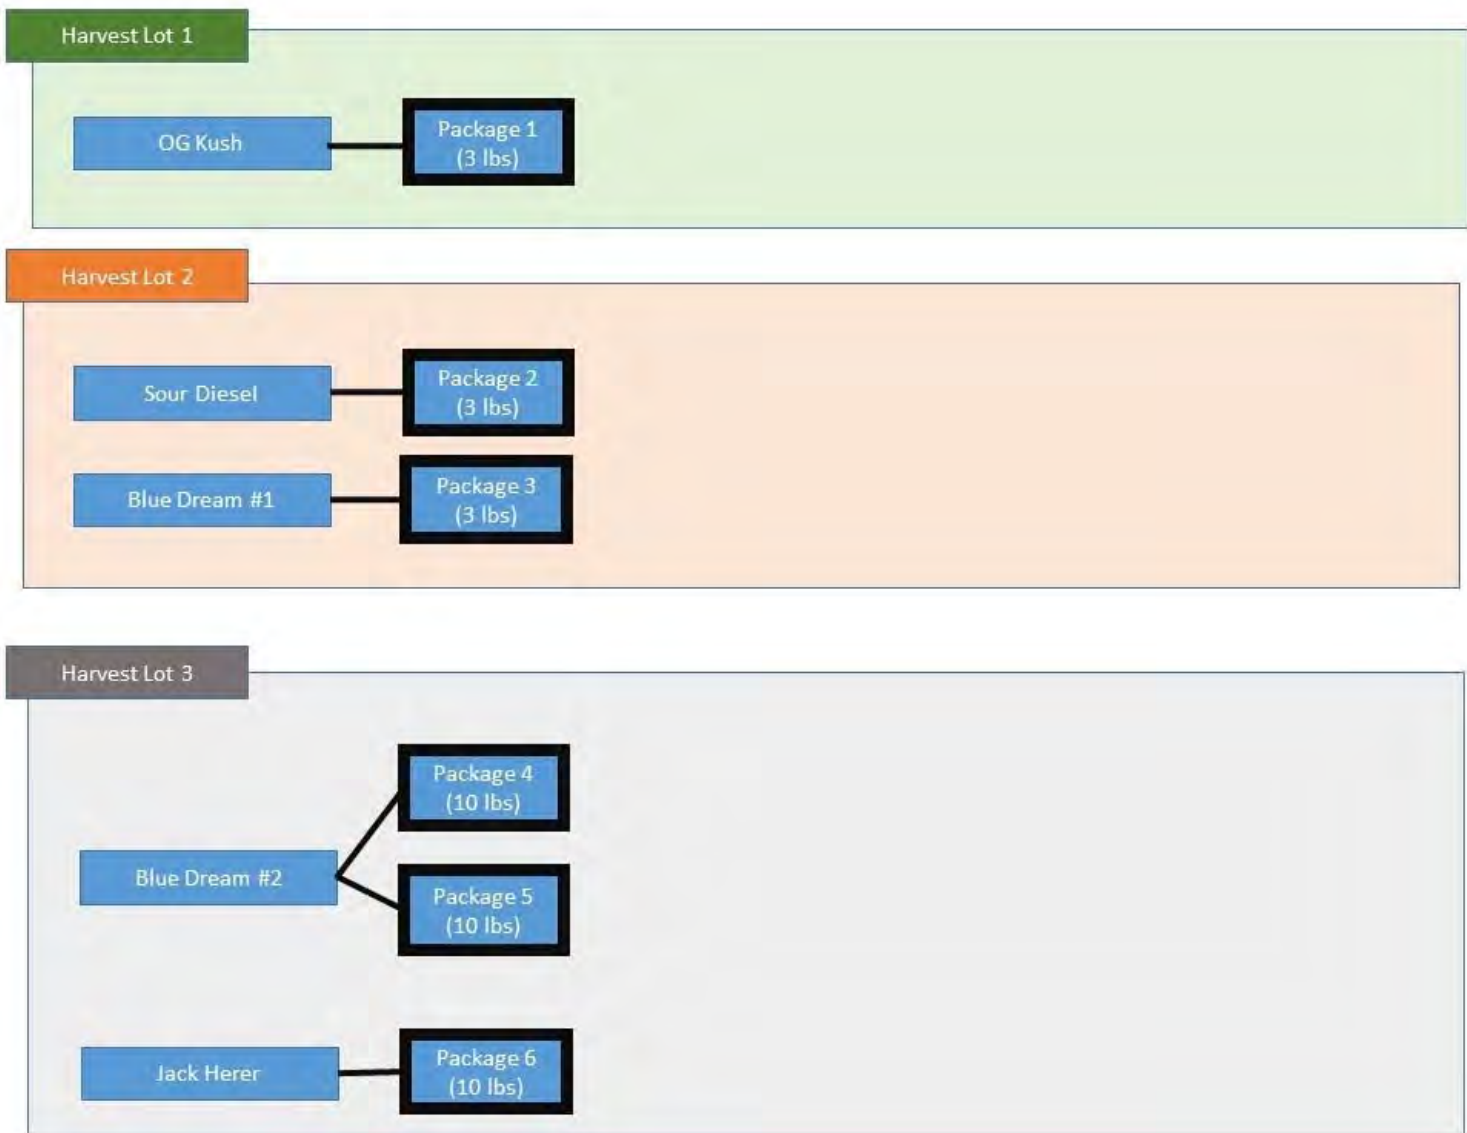 Harvest Lot 1
OG Kush
Package 1
(3 lbs)
Harvest Lot 2
Sour Diesel
Package 2
(3 lbs)
Blue Dream #1
Package 3
(3 lbs)
Harvest Lot 3
Package 4
(10 lbs)
Blue Dream #2
Package 5
(10 lbs)
Jack Herer
Package 6
(10 lbs)